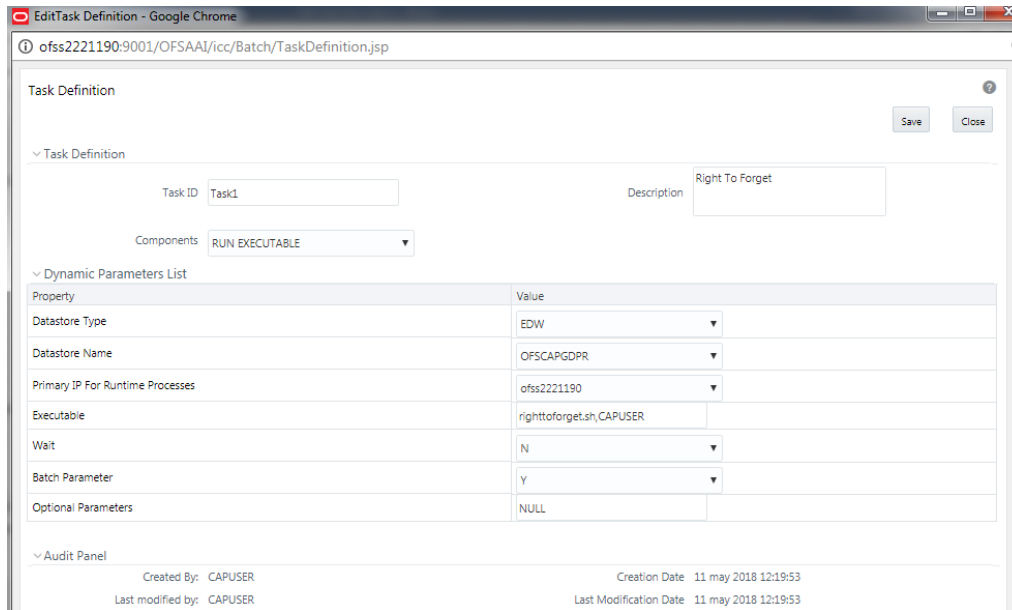 EditTask Definition - Google Chrome
ofss2221190:9001/OFSAAI/icc/Batch/TaskDefinition.jsp
Task Definition
Save Close
Task Definition
Task ID Task1 Description Right To Forget
Components RUN EXECUTABLE
Dynamic Parameters List
Property Value
Datastore Type EDW
Datastore Name OFSCAPGDPR
Primary IP For Runtime Processes ofss2221190
Executable righttoforget.sh,CAPUSER
Wait N
Batch Parameter Y
Optional Parameters NULL
Audit Panel
Created By: CAPUSER Creation Date 11 may 2018 12:19:53
Last modified by: CAPUSER Last Modification Date 11 may 2018 12:19:53